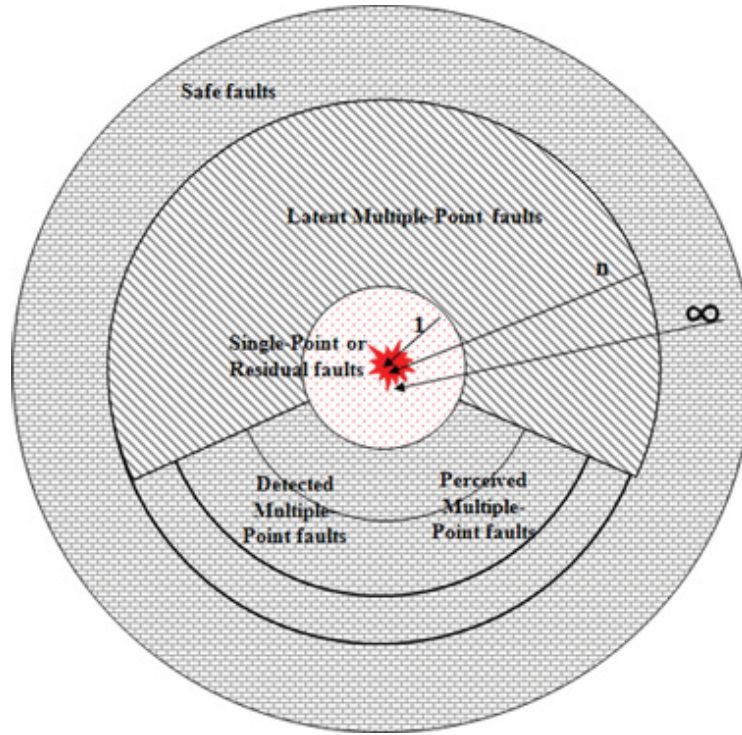 Safe faults
Latent Multiple-Point faults
n
∞
1
Single-Point or
Residual faults
Detected
Multiple-
Point faults
Perceived
Multiple-
Point faults